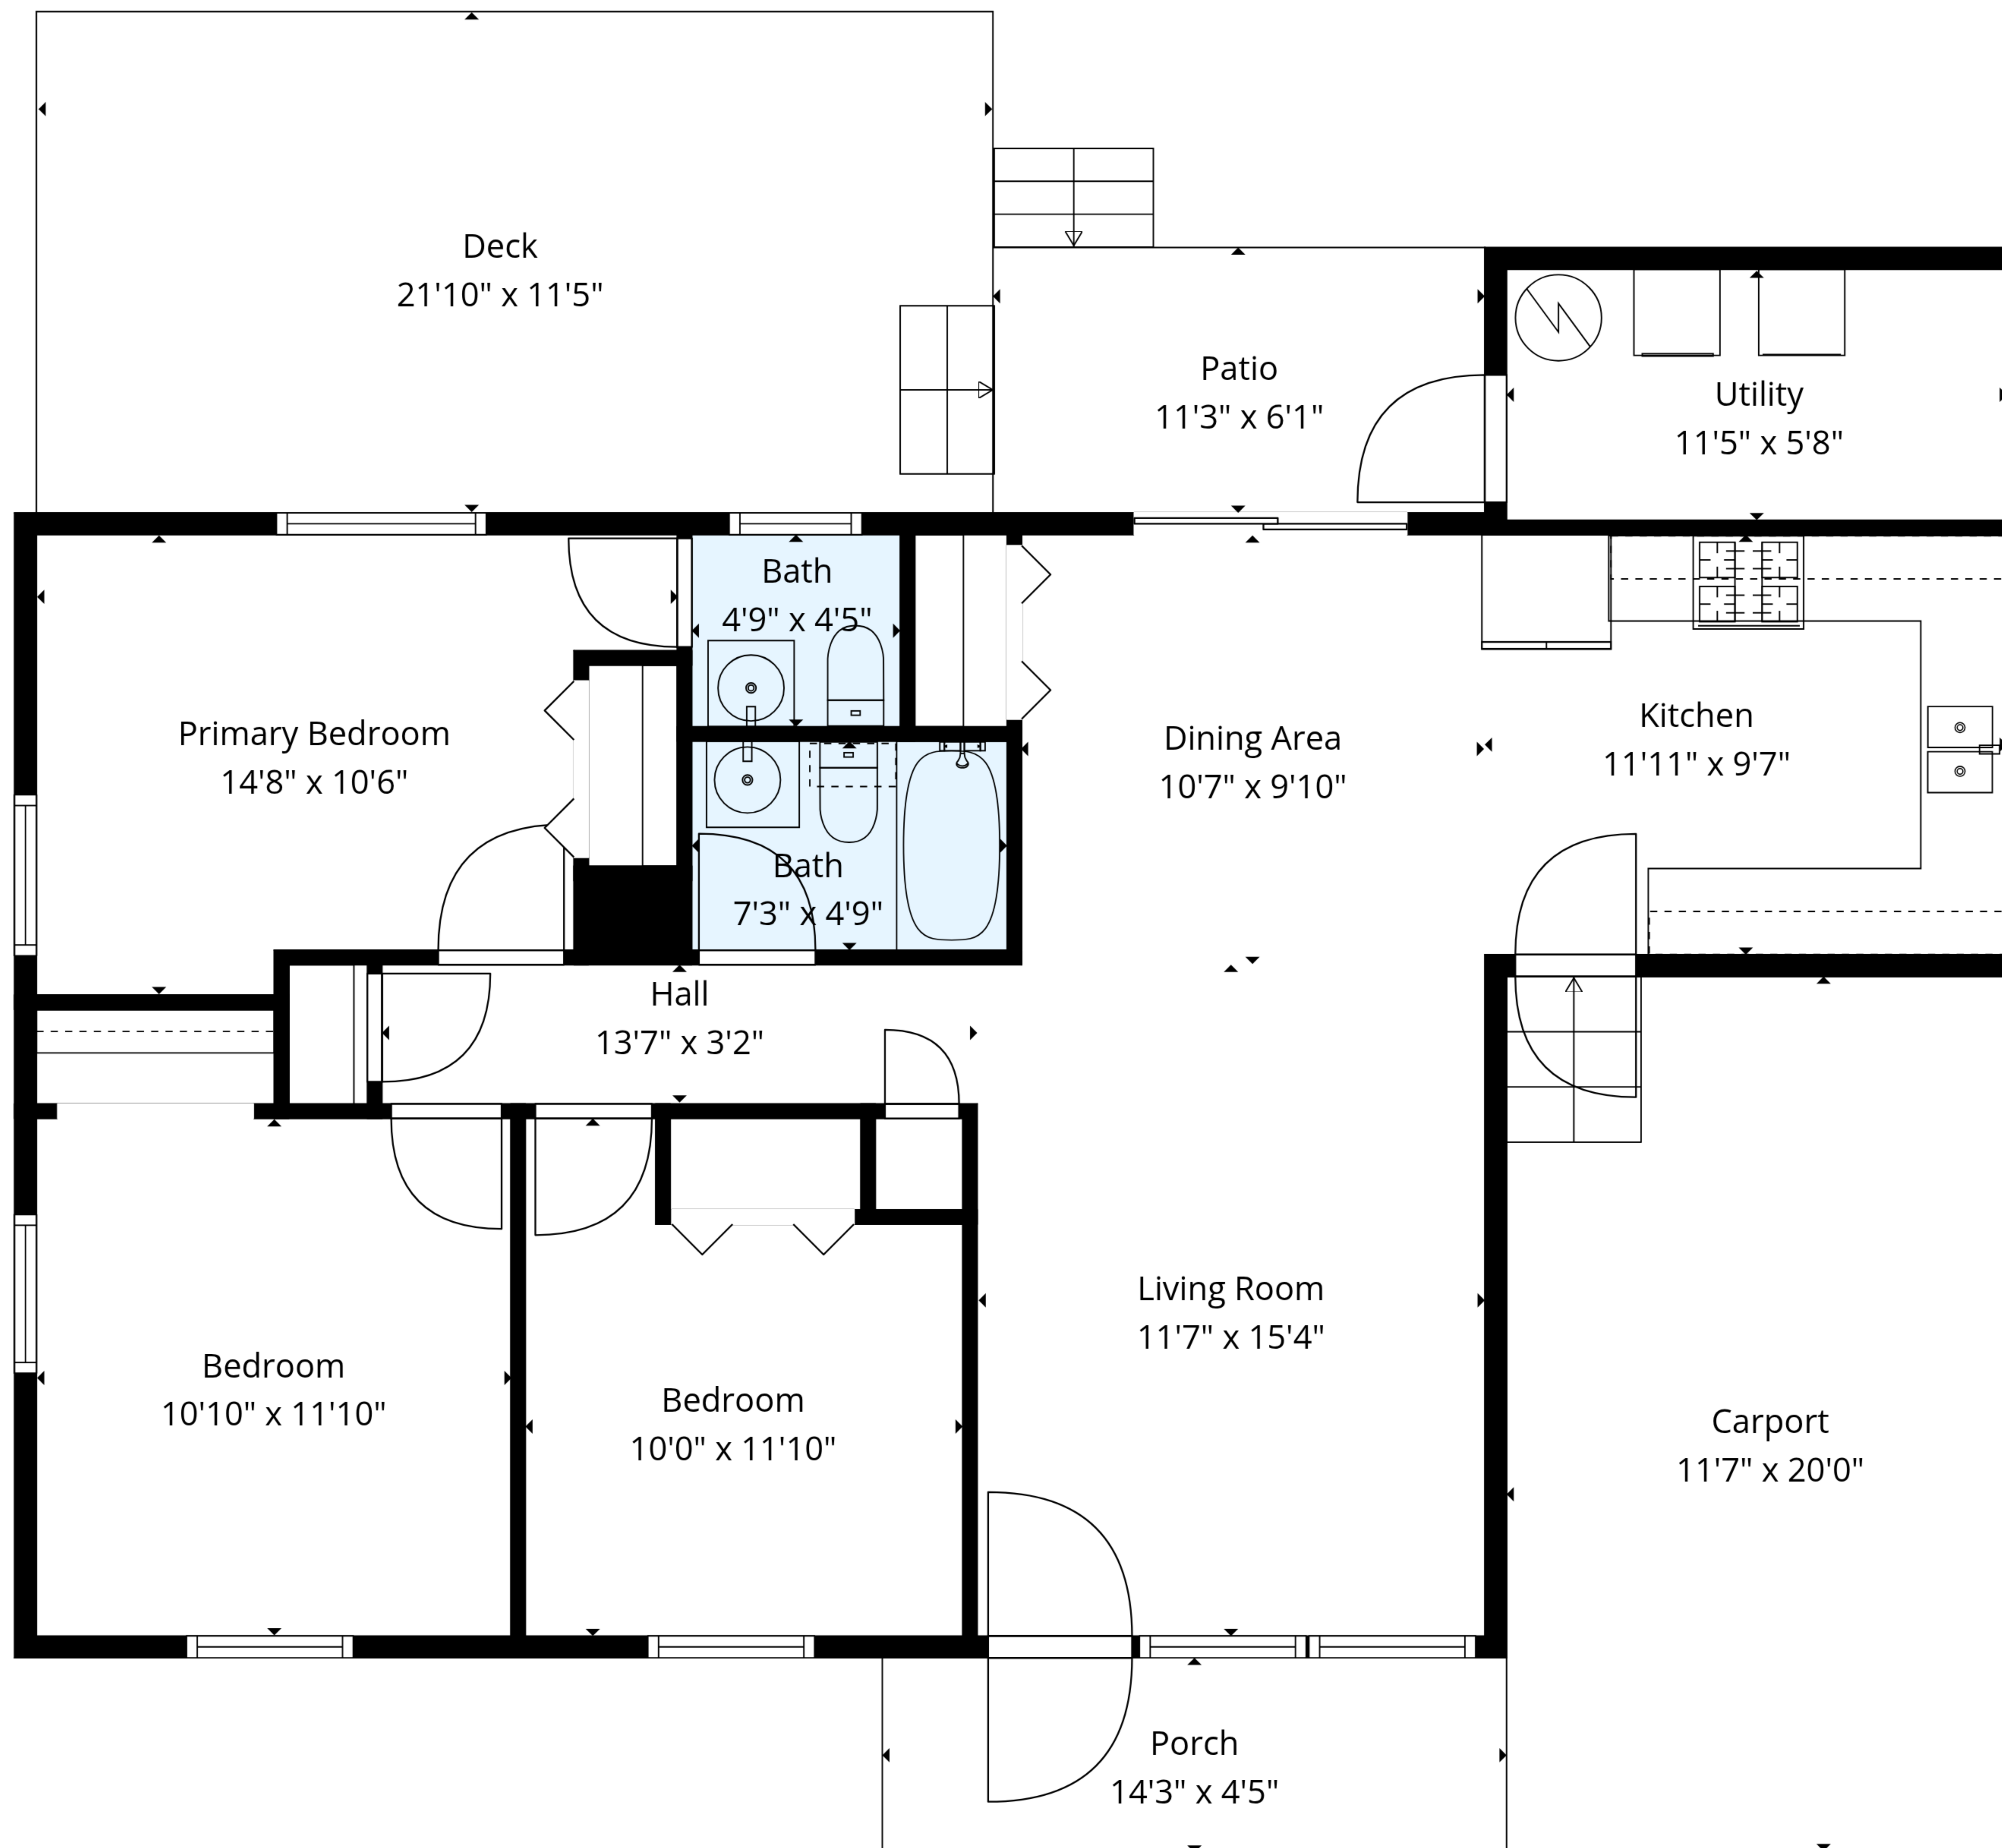 Deck
21'10" x 11'5"
Patio
11'3" x 6'1"
Utility
11'5" x 5'8"
Bath
4'9" x 4'5"
Primary Bedroom
14'8" x 10'6"
Dining Area
10'7" x 9'10"
Kitchen
11'11" x 9'7"
Bath
7'3" x 4'9"
Hall
13'7" x 3'2"
Living Room
11'7" x 15'4"
Bedroom
10'10" x 11'10"
Bedroom
10'0" x 11'10"
Carport
11'7" x 20'0"
Porch
14'3" x 4'5"